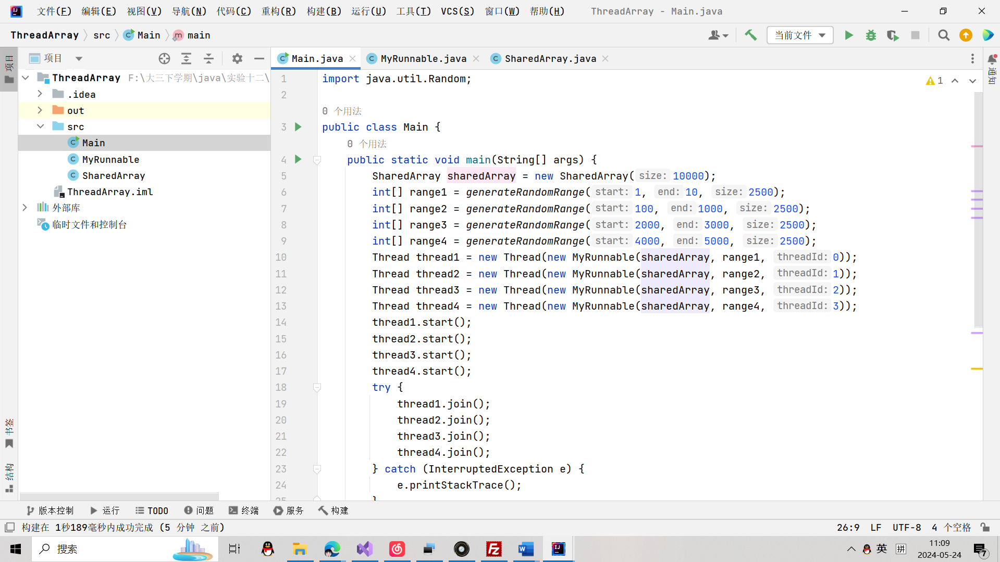 文件(F) 编辑(E) 视图(V) 导航(N) 代码(C) 重构(R) 构建(B) 运行(U) 工具(T) VCS(S) 窗口(W) 帮助(H) ThreadArray - Main.java
ThreadArray src Main main 当前文件
项目
项目
Main.java MyRunnable.java SharedArray.java
通知
ThreadArray F:\大三下学期\java\实验十二\
.idea
out
src
Main
MyRunnable
SharedArray
ThreadArray.iml
外部库
临时文件和控制台
1
1 import java.util.Random;
2
0 个用法
3 public class Main {
0 个用法
4 public static void main(String[] args) {
5 SharedArray sharedArray = new SharedArray( size: 10000);
6 int[] range1 = generateRandomRange( start: 1, end: 10, size: 2500);
7 int[] range2 = generateRandomRange( start: 100, end: 1000, size: 2500);
8 int[] range3 = generateRandomRange( start: 2000, end: 3000, size: 2500);
9 int[] range4 = generateRandomRange( start: 4000, end: 5000, size: 2500);
10 Thread thread1 = new Thread(new MyRunnable(sharedArray, range1, threadId: 0));
11 Thread thread2 = new Thread(new MyRunnable(sharedArray, range2, threadId: 1));
12 Thread thread3 = new Thread(new MyRunnable(sharedArray, range3, threadId: 2));
13 Thread thread4 = new Thread(new MyRunnable(sharedArray, range4, threadId: 3));
14 thread1.start();
15 thread2.start();
16 thread3.start();
17 thread4.start();
18 try {
19 thread1.join();
20 thread2.join();
21 thread3.join();
22 thread4.join();
23 } catch (InterruptedException e) {
24 e.printStackTrace();
25 }
书签
结构
版本控制 运行 TODO 问题 终端 服务 构建
构建在 1秒189毫秒内成功完成 (5 分钟 之前) 26:9 LF UTF-8 4 个空格
搜索 英 拼 11:09
2024-05-24 7